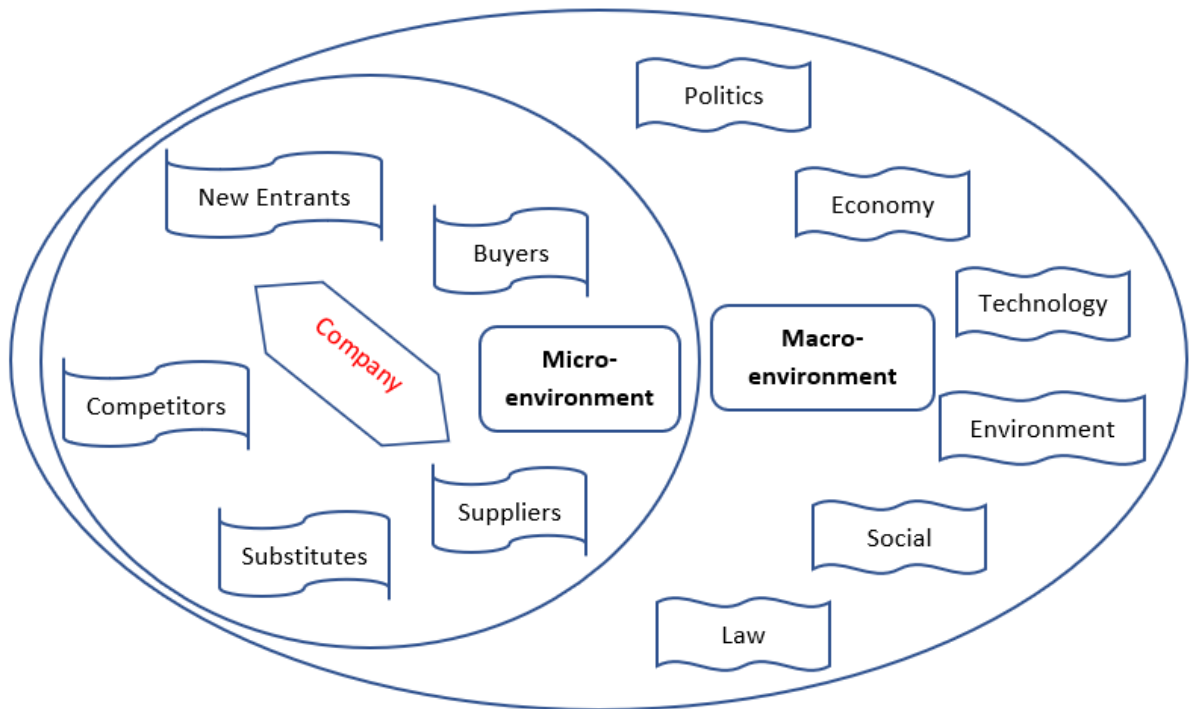 Politics
New Entrants
Economy
Buyers
Technology
Company
Micro-
environment
Macro-
environment
Competitors
Environment
Suppliers
Social
Substitutes
Law